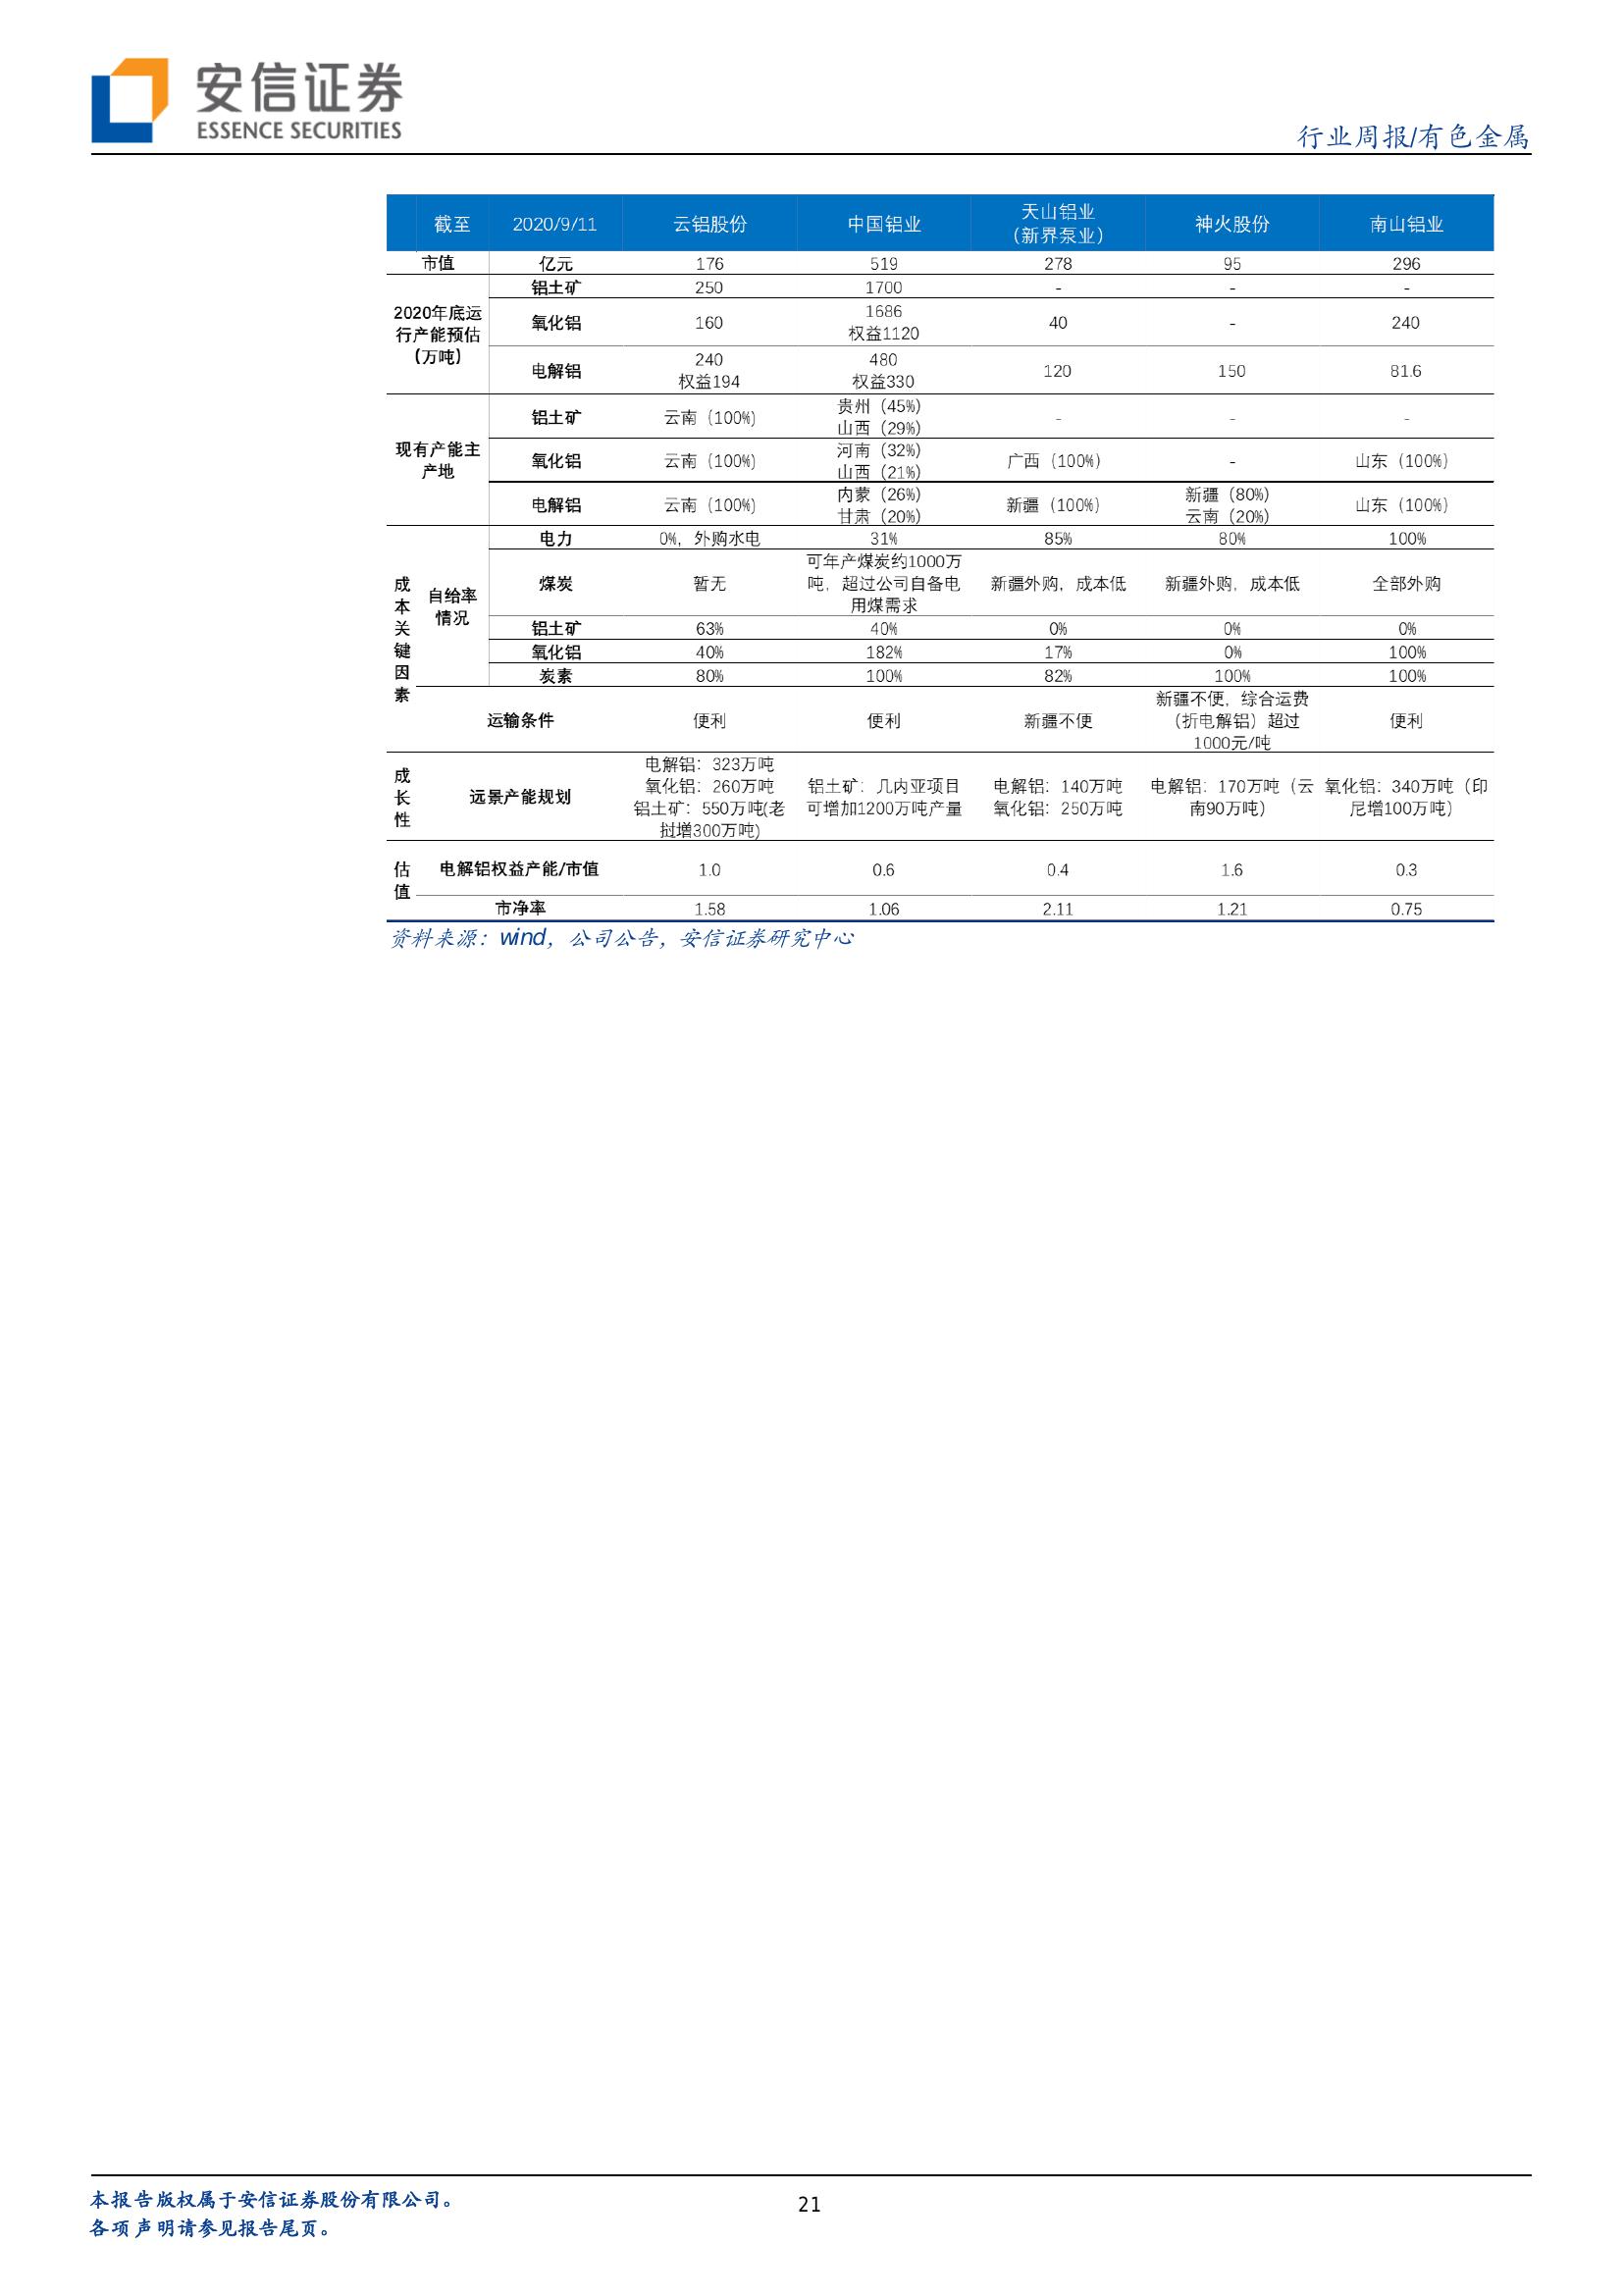 安信证券
ESSENCE SECURITIES
行业周报/有色金属
截至 2020/9/11 云铝股份 中国铝业 天山铝业（新界泵业） 神火股份 南山铝业
市值 亿元 176 519 278 95 296
2020年底运行产能预估（万吨） 铝土矿 250 1700 - - -
氧化铝 160 1686 权益1120 40 - 240
电解铝 240 权益194 480 权益330 120 150 81.6
现有产能主产地 铝土矿 云南（100%） 贵州（45%） 山西（29%） - - -
氧化铝 云南（100%） 河南（32%） 山西（21%） 广西（100%） - 山东（100%）
电解铝 云南（100%） 内蒙（26%） 甘肃（20%） 新疆（100%） 新疆（80%） 云南（20%） 山东（100%）
成本关键因素 自给率情况 电力 0%，外购水电 31% 85% 80% 100%
煤炭 暂无 可年产煤炭约1000万吨，超过公司自备电用煤需求 新疆外购，成本低 新疆外购，成本低 全部外购
铝土矿 63% 40% 0% 0% 0%
氧化铝 40% 182% 17% 0% 100%
炭素 80% 100% 82% 100% 100%
运输条件 便利 便利 新疆不便 新疆不便，综合运费（折电解铝）超过1000元/吨 便利
成长性 远景产能规划 电解铝：323万吨 氧化铝：260万吨 铝土矿：550万吨(老挝增300万吨) 铝土矿：几内亚项目可增加1200万吨产量 电解铝：140万吨 氧化铝：250万吨 电解铝：170万吨（云南90万吨） 氧化铝：340万吨（印尼增100万吨）
估值 电解铝权益产能/市值 1.0 0.6 0.4 1.6 0.3
市净率 1.58 1.06 2.11 1.21 0.75
资料来源：wind，公司公告，安信证券研究中心
本报告版权属于安信证券股份有限公司。
各项声明请参见报告尾页。
21